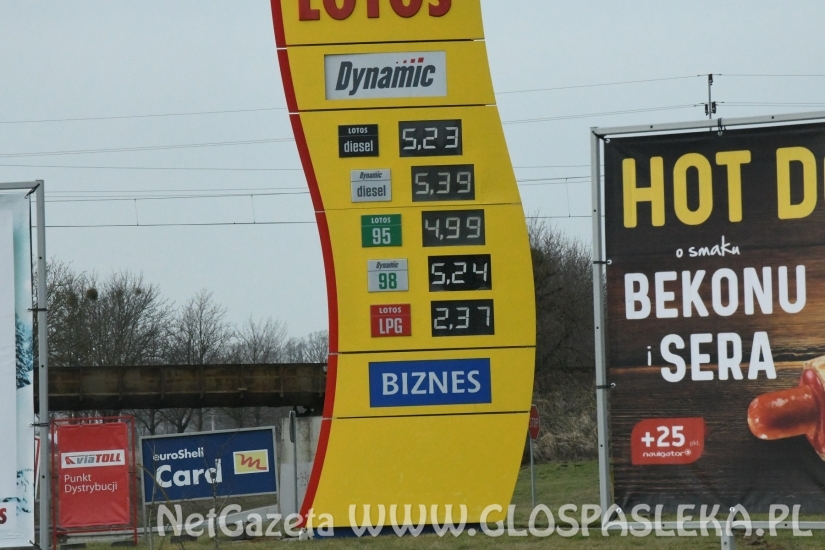 LOTOS
Dynamic
LOTOS
diesel
5,23
Dynamic
diesel
5,39
LOTOS
95
4,99
Dynamic
98
5,24
LOTOS
LPG
2,37
BIZNES
viaTOLL
Punkt
Dystrybucji
euroShell
Card
HOT D
o smaku
BEKONU
i SERA
+25 pkt.
navigator
NetGazeta WWW.GLOSPASLEKA.PL